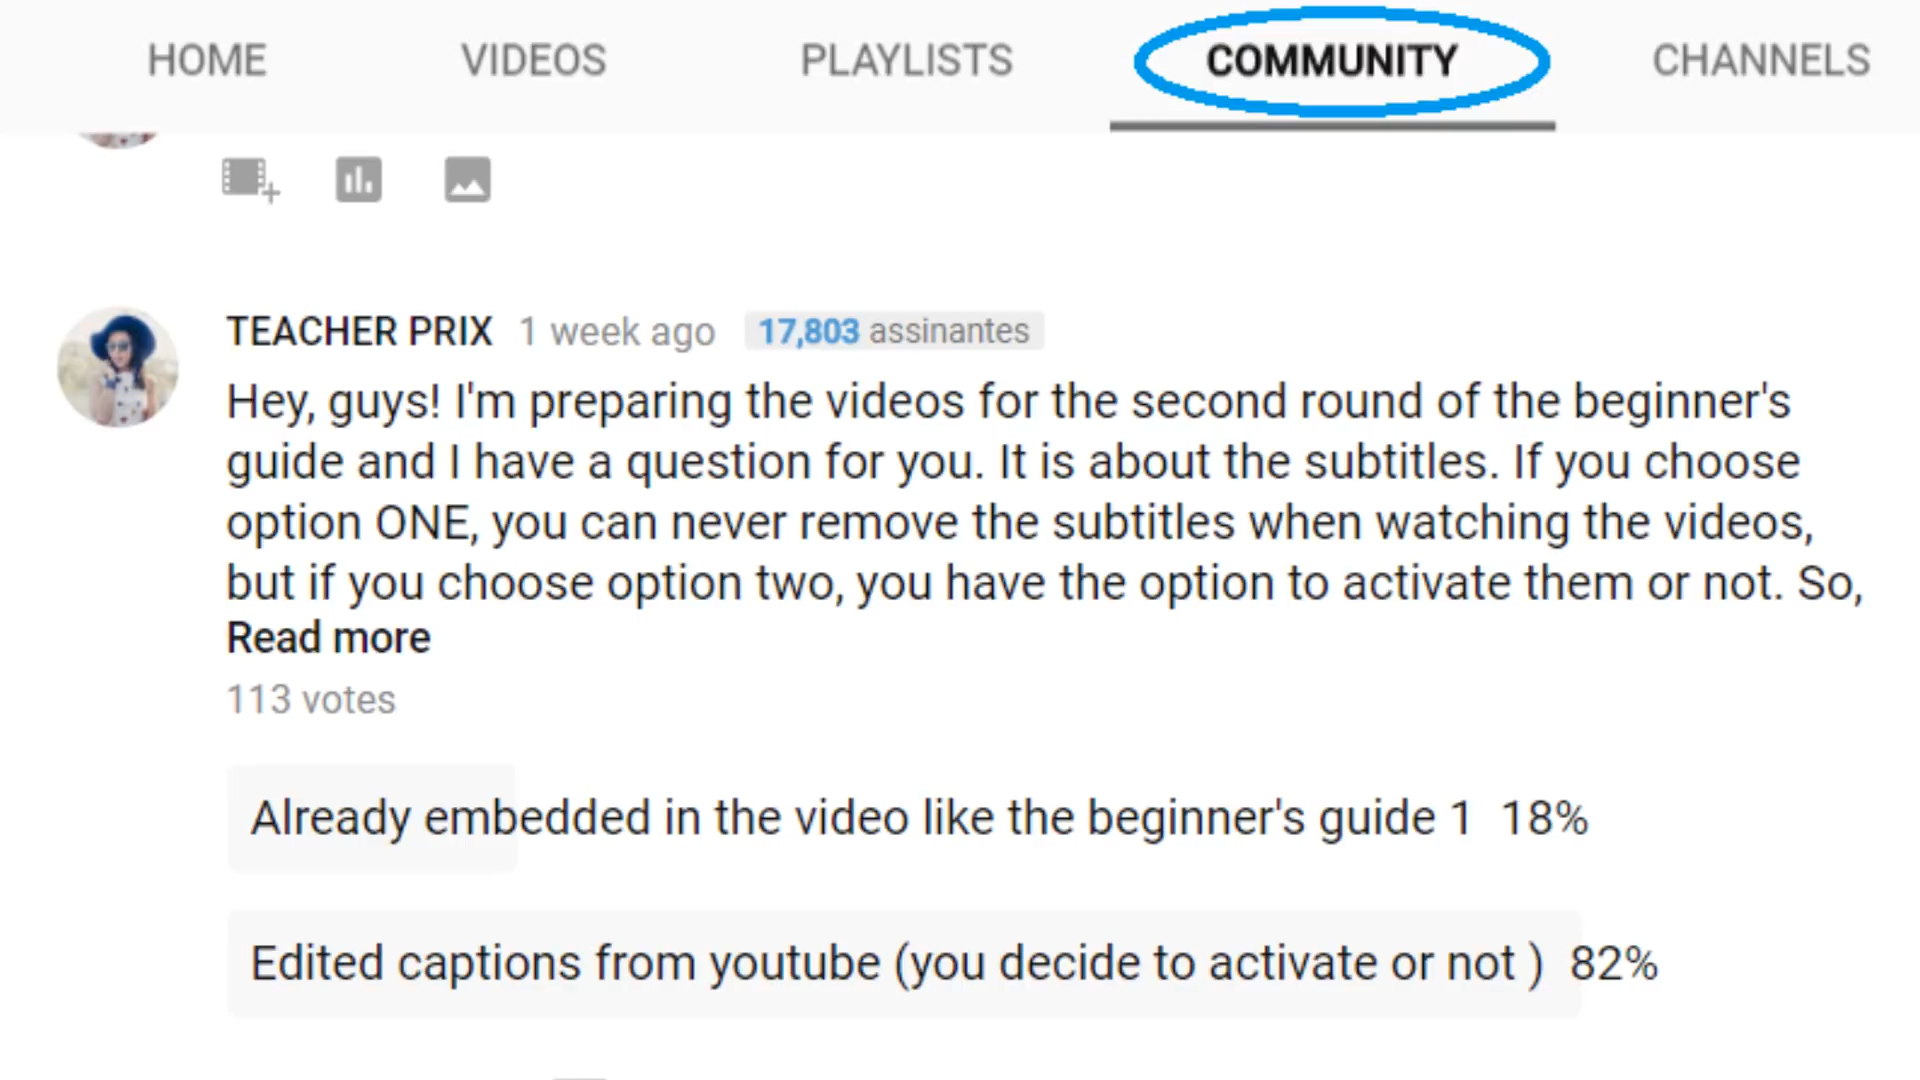 HOME VIDEOS PLAYLISTS COMMUNITY CHANNELS
TEACHER PRIX 1 week ago 17,803 assinantes
Hey, guys! I'm preparing the videos for the second round of the beginner's
guide and I have a question for you. It is about the subtitles. If you choose
option ONE, you can never remove the subtitles when watching the videos,
but if you choose option two, you have the option to activate them or not. So,
Read more
113 votes
Already embedded in the video like the beginner's guide 1 18%
Edited captions from youtube (you decide to activate or not ) 82%